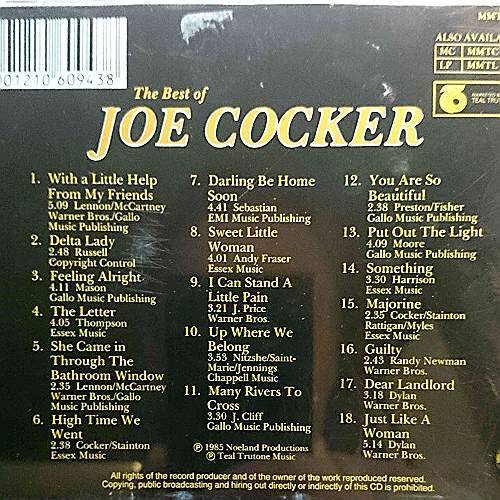 MMT
ALSO AVAILA
MC MMTC
LP MMTL
01210 609438
TEAL TRUT
The Best of
JOE COCKER
1. With a Little Help
From My Friends
5.09 Lennon/McCartney
Warner Bros./Gallo
Music Publishing
2. Delta Lady
2.48 Russell
Copyright Control
3. Feeling Alright
4.11 Mason
Gallo Music Publishing
4. The Letter
4.05 Thompson
Essex Music
5. She Came in
Through The
Bathroom Window
2.35 Lennon/McCartney
Warner Bros/Gallo
Music Publishing
6. High Time We
Went
2.38 Cocker/Stainton
Essex Music
7. Darling Be Home
Soon
4.41 Sebastian
EMI Music Publishing
8. Sweet Little
Woman
4.01 Andy Fraser
Essex Music
9. I Can Stand A
Little Pain
3.21 J. Price
Warner Bros.
10. Up Where We
Belong
3.53 Nitzshe/Saint-
Marie/Jennings
Chappell Music
11. Many Rivers To
Cross
3.30 J. Cliff
Gallo Music Publishing
℗ 1985 Noeland Productions
℗ Teal Trutone Music
12. You Are So
Beautiful
2.38 Preston/Fisher
Gallo Music Publishing
13. Put Out The Light
4.09 Moore
Gallo Music Publishing
14. Something
3.30 Harrison
Essex Music
15. Majorine
2.35 Cocker/Stainton
Rattigan/Myles
Essex Music
16. Guilty
2.43 Randy Newman
Warner Bros.
17. Dear Landlord
3.18 Dylan
Warner Bros.
18. Just Like A
Woman
5.14 Dylan
Warner Bros.
All rights of the record producer and of the owner of the work reproduced reserved.
Copying, public broadcasting and hiring out directly or indirectly of this CD is prohibited.